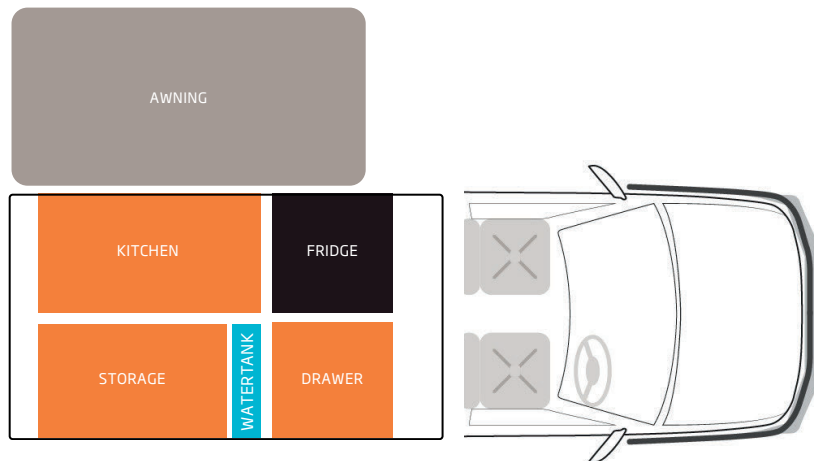 AWNING
KITCHEN
FRIDGE
STORAGE
WATERTANK
DRAWER